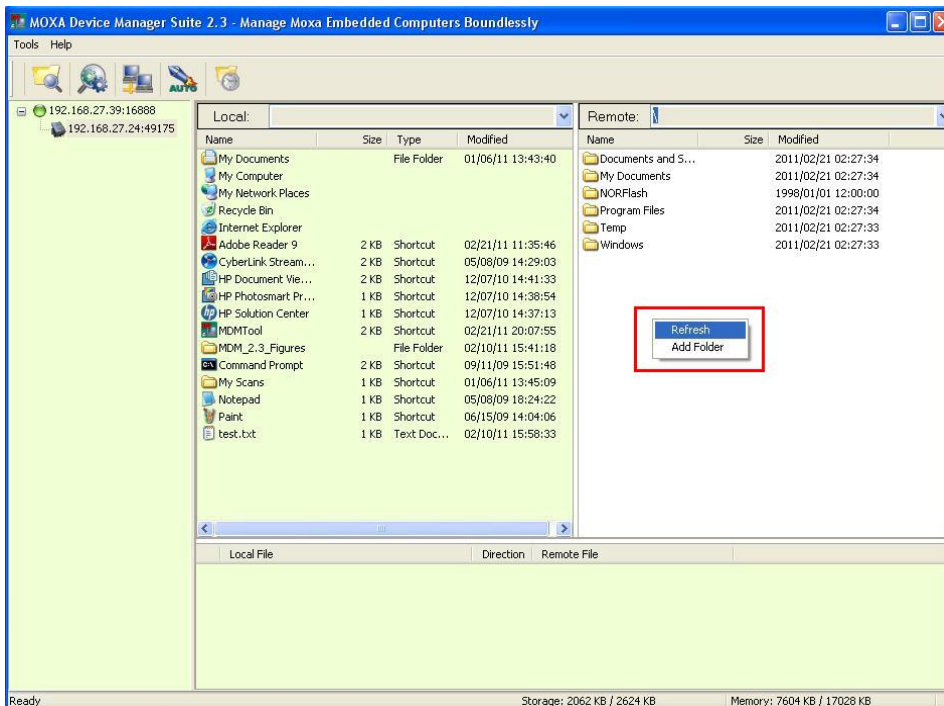 MOXA Device Manager Suite 2.3 - Manage Moxa Embedded Computers Boundlessly
Tools Help
AUTO
192.168.27.39:16888
192.168.27.24:49175
Local:
Name Size Type Modified
My Documents File Folder 01/06/11 13:43:40
My Computer
My Network Places
Recycle Bin
Internet Explorer
Adobe Reader 9 2 KB Shortcut 02/21/11 11:35:46
CyberLink Stream... 2 KB Shortcut 05/08/09 14:29:03
HP Document Vie... 2 KB Shortcut 12/07/10 14:41:33
HP Photosmart Pr... 1 KB Shortcut 12/07/10 14:38:54
HP Solution Center 1 KB Shortcut 12/07/10 14:37:13
MDMTool 2 KB Shortcut 02/21/11 20:07:55
MDM_2.3_Figures File Folder 02/10/11 15:41:18
Command Prompt 2 KB Shortcut 09/11/09 15:51:48
My Scans 1 KB Shortcut 01/06/11 13:45:09
Notepad 1 KB Shortcut 05/08/09 18:24:22
Paint 1 KB Shortcut 06/15/09 14:04:06
test.txt 1 KB Text Doc... 02/10/11 15:58:33
Remote: \
Name Size Modified
Documents and S... 2011/02/21 02:27:34
My Documents 2011/02/21 02:27:34
NORFlash 1998/01/01 12:00:00
Program Files 2011/02/21 02:27:34
Temp 2011/02/21 02:27:33
Windows 2011/02/21 02:27:33
Refresh
Add Folder
Local File Direction Remote File
Ready Storage: 2062 KB / 2624 KB Memory: 7604 KB / 17028 KB